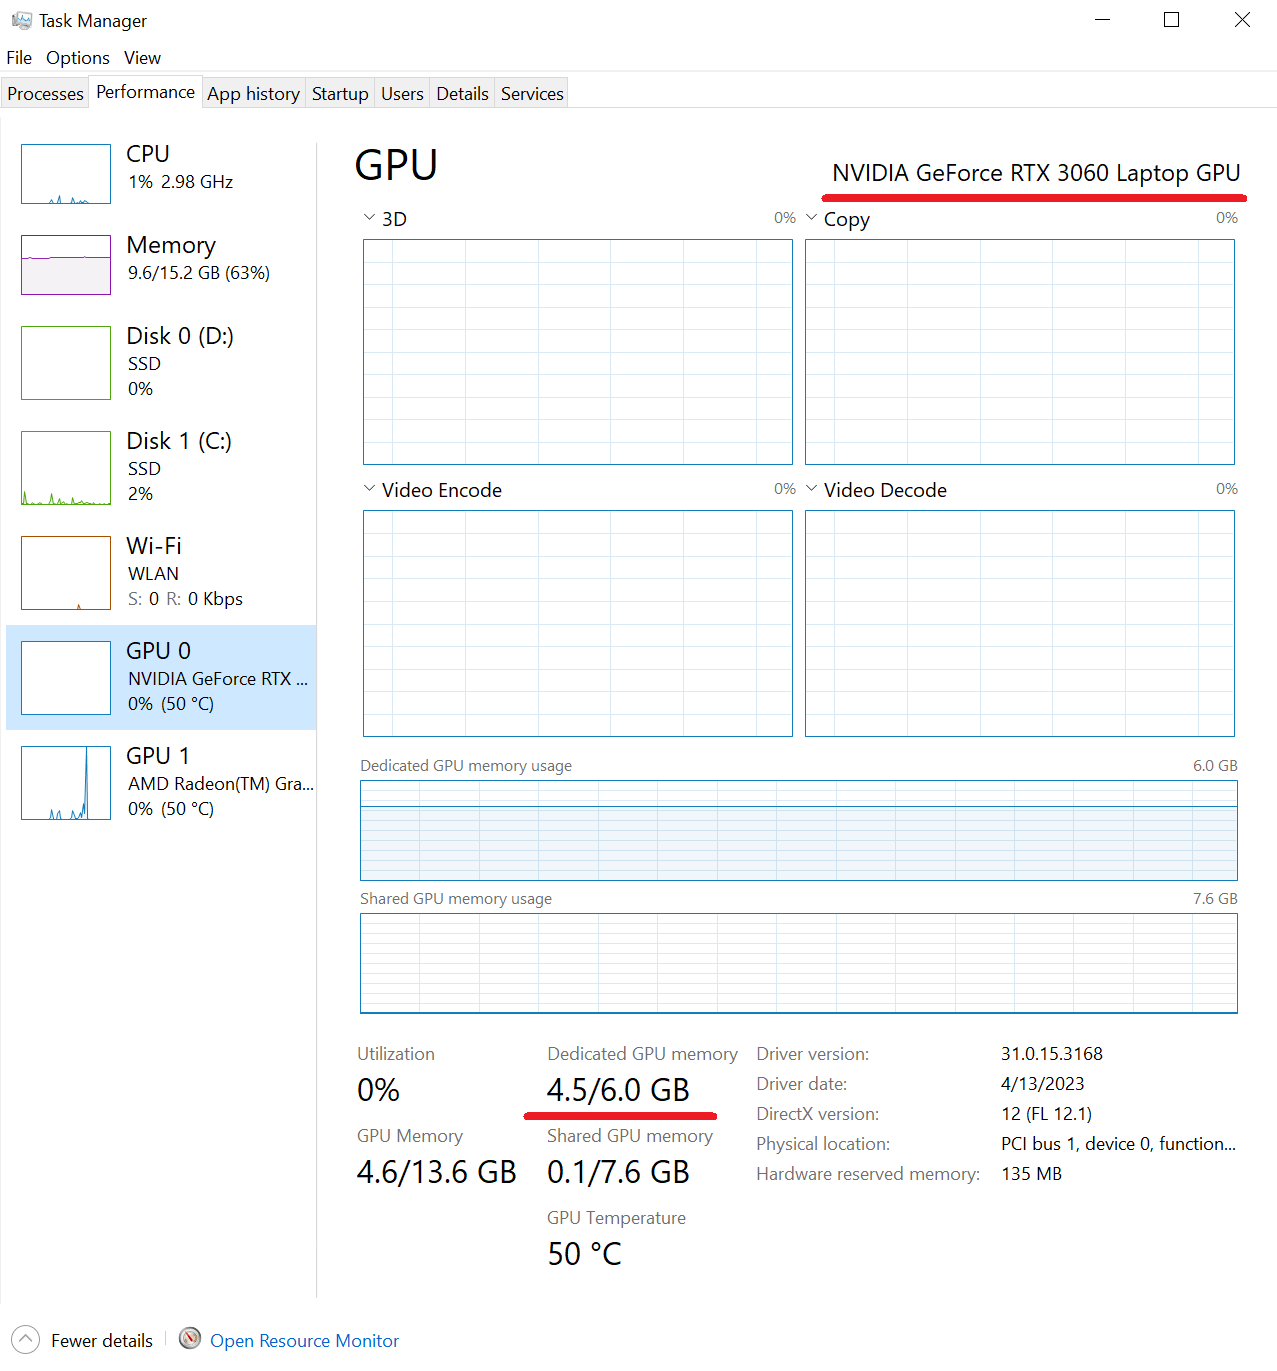 Task Manager
File Options View
Processes Performance App history Startup Users Details Services
CPU
1% 2.98 GHz
Memory
9.6/15.2 GB (63%)
Disk 0 (D:)
SSD
0%
Disk 1 (C:)
SSD
2%
Wi-Fi
WLAN
S: 0 R: 0 Kbps
GPU 0
NVIDIA GeForce RTX ...
0% (50 °C)
GPU 1
AMD Radeon(TM) Gra...
0% (50 °C)
GPU
NVIDIA GeForce RTX 3060 Laptop GPU
3D 0%
Copy 0%
Video Encode 0%
Video Decode 0%
Dedicated GPU memory usage 6.0 GB
Shared GPU memory usage 7.6 GB
Utilization
0%
Dedicated GPU memory
4.5/6.0 GB
GPU Memory
4.6/13.6 GB
Shared GPU memory
0.1/7.6 GB
GPU Temperature
50 °C
Driver version: 31.0.15.3168
Driver date: 4/13/2023
DirectX version: 12 (FL 12.1)
Physical location: PCI bus 1, device 0, function...
Hardware reserved memory: 135 MB
Fewer details Open Resource Monitor